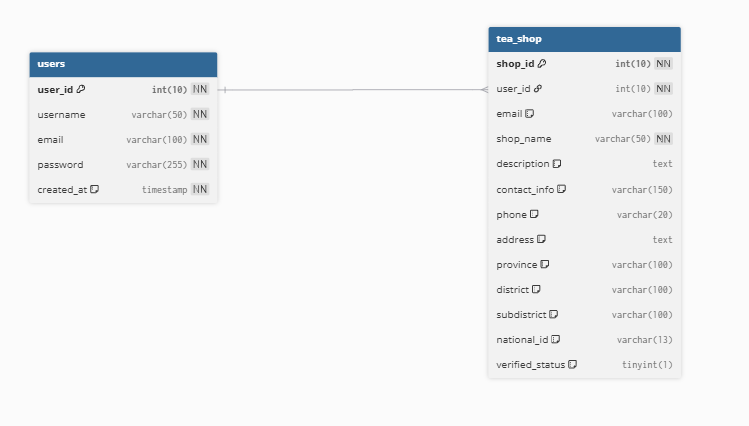 users
user_id int(10) NN
username varchar(50) NN
email varchar(100) NN
password varchar(255) NN
created_at timestamp NN
tea_shop
shop_id int(10) NN
user_id int(10) NN
email varchar(100)
shop_name varchar(50) NN
description text
contact_info varchar(150)
phone varchar(20)
address text
province varchar(100)
district varchar(100)
subdistrict varchar(100)
national_id varchar(13)
verified_status tinyint(1)